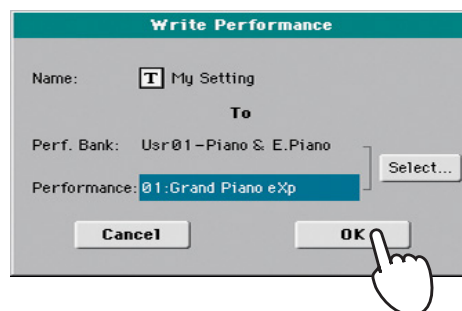 Write Performance
Name: T My Setting
To
Perf. Bank: Usr01-Piano & E.Piano
Select...
Performance: 01:Grand Piano eXp
Cancel OK